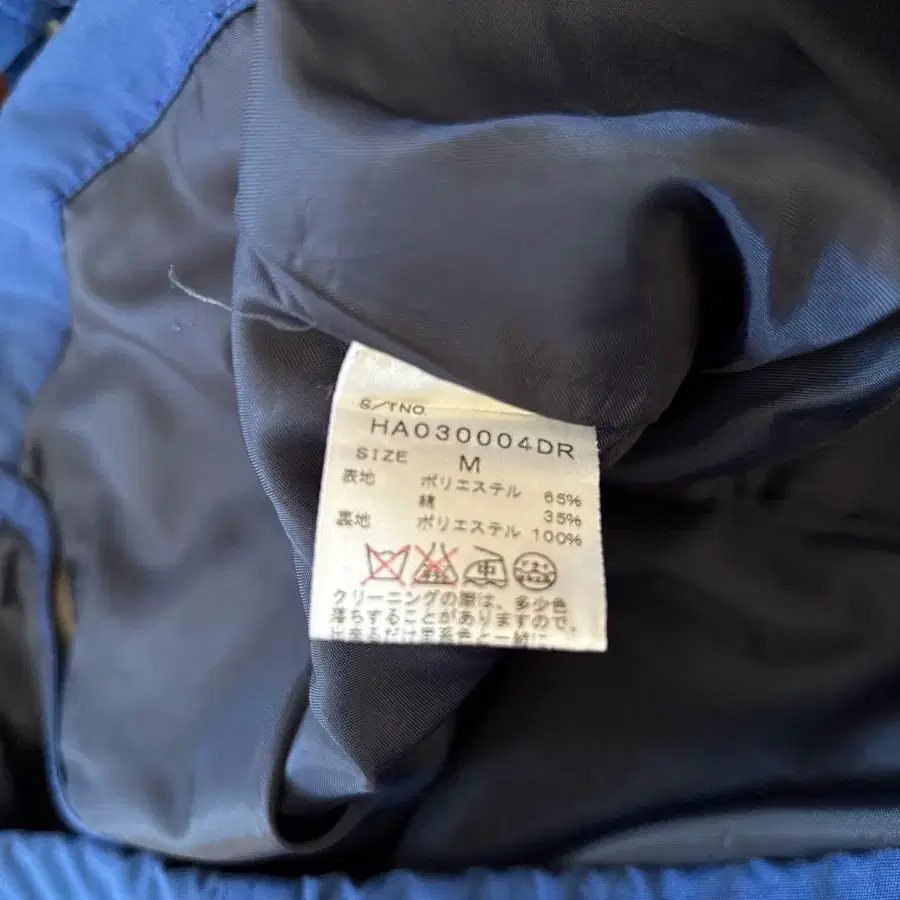 S/TNO.
HA030004DR
SIZE M
表地 ポリエステル 65%
綿 35%
裏地 ポリエステル 100%
中
クリーニングの際は、多少色
落ちすることがありますので、